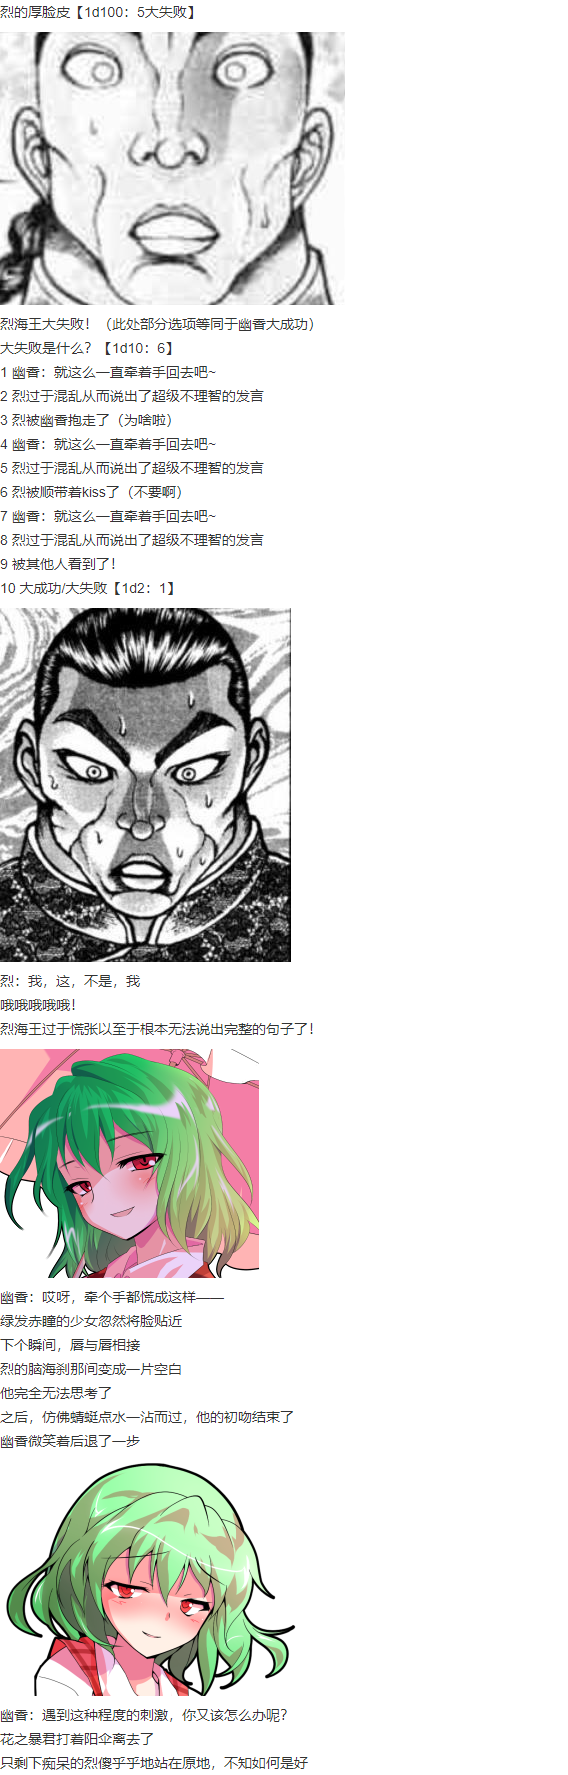 烈的厚脸皮【1d100：5大失败】
烈海王大失败！（此处部分选项等同于幽香大成功）
大失败是什么？【1d10：6】
1 幽香：就这么一直牵着手回去吧~
2 烈过于混乱从而说出了超级不理智的发言
3 烈被幽香抱走了（为啥啦）
4 幽香：就这么一直牵着手回去吧~
5 烈过于混乱从而说出了超级不理智的发言
6 烈被顺带着kiss了（不要啊）
7 幽香：就这么一直牵着手回去吧~
8 烈过于混乱从而说出了超级不理智的发言
9 被其他人看到了！
10 大成功/大失败【1d2：1】
烈：我，这，不是，我
哦哦哦哦哦！
烈海王过于慌张以至于根本无法说出完整的句子了！
幽香：哎呀，牵个手都慌成这样——
绿发赤瞳的少女忽然将脸贴近
下个瞬间，唇与唇相接
烈的脑海刹那间变成一片空白
他完全无法思考了
之后，仿佛蜻蜓点水一沾而过，他的初吻结束了
幽香微笑着后退了一步
幽香：遇到这种程度的刺激，你又该怎么办呢？
花之暴君打着阳伞离去了
只剩下痴呆的烈傻乎乎地站在原地，不知如何是好